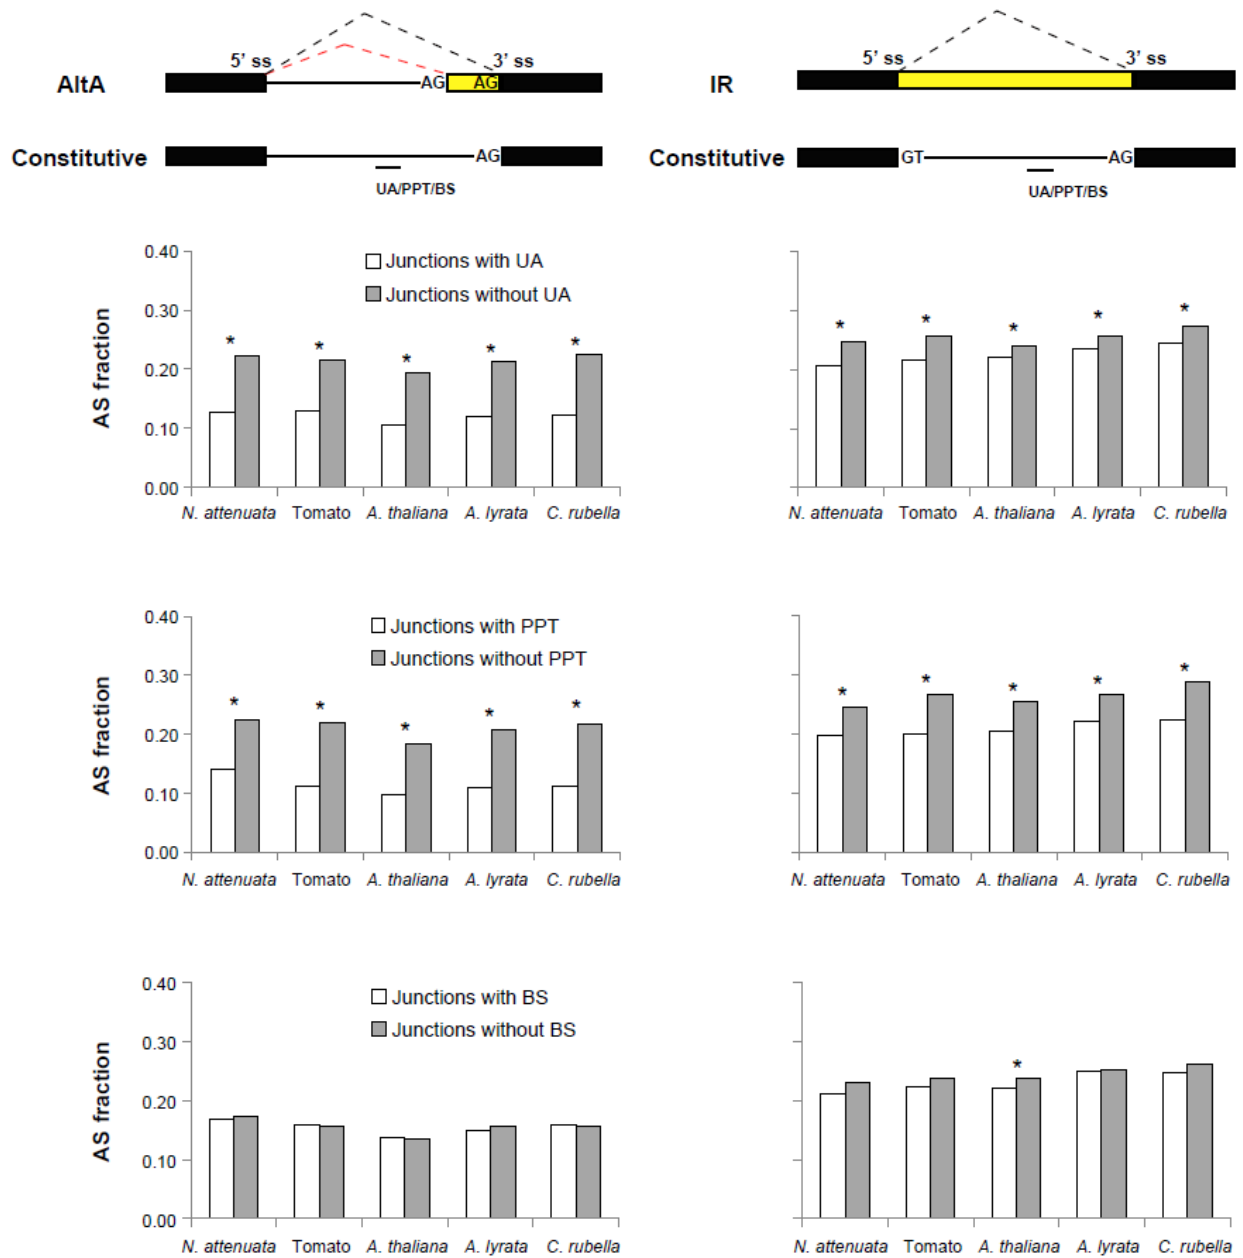 5' ss
3' ss
AltA
AG
AG
Constitutive
AG
UA/PPT/BS
5' ss
3' ss
IR
Constitutive
GT
AG
UA/PPT/BS
AS fraction
0.40
0.30
0.20
0.10
0.00
Junctions with UA
Junctions without UA
* * * * *
N. attenuata Tomato A. thaliana A. lyrata C. rubella
* * * * *
N. attenuata Tomato A. thaliana A. lyrata C. rubella
AS fraction
0.40
0.30
0.20
0.10
0.00
Junctions with PPT
Junctions without PPT
* * * * *
N. attenuata Tomato A. thaliana A. lyrata C. rubella
* * * * *
N. attenuata Tomato A. thaliana A. lyrata C. rubella
AS fraction
0.40
0.30
0.20
0.10
0.00
Junctions with BS
Junctions without BS
N. attenuata Tomato A. thaliana A. lyrata C. rubella
*
N. attenuata Tomato A. thaliana A. lyrata C. rubella